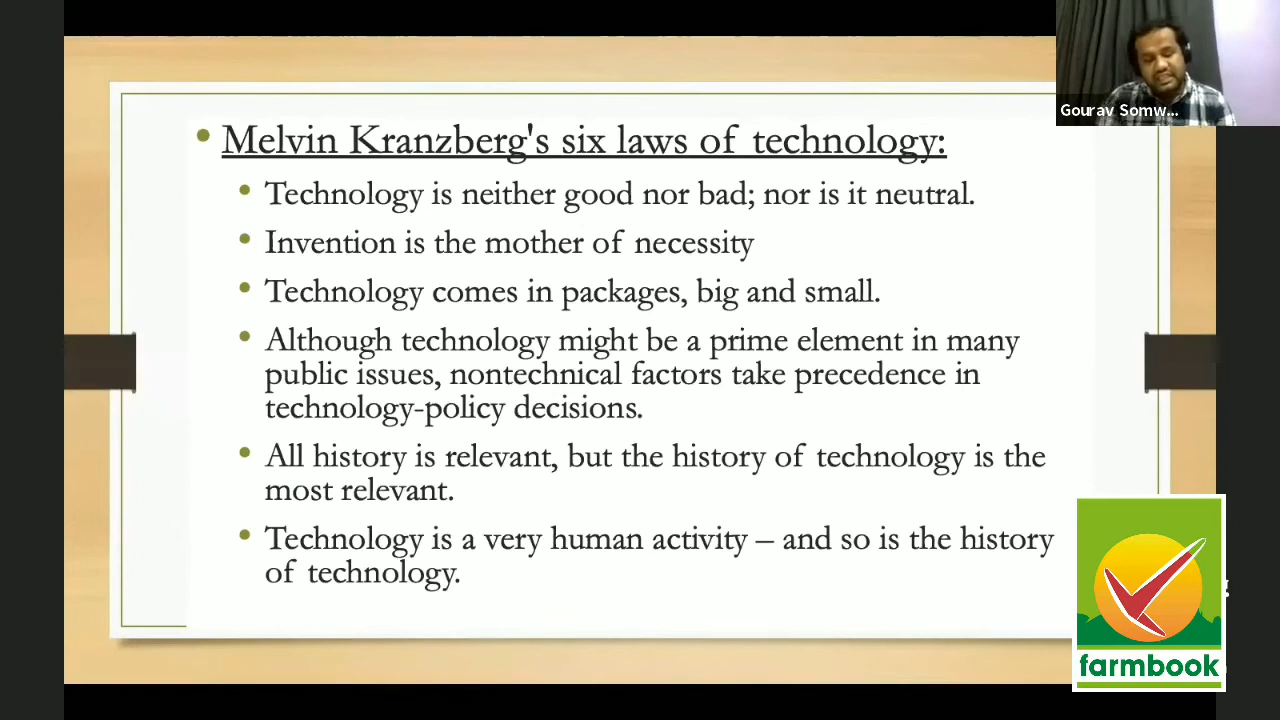 Gourav Somw...
Melvin Kranzberg's six laws of technology:
Technology is neither good nor bad; nor is it neutral.
Invention is the mother of necessity
Technology comes in packages, big and small.
Although technology might be a prime element in many
public issues, nontechnical factors take precedence in
technology-policy decisions.
All history is relevant, but the history of technology is the
most relevant.
Technology is a very human activity – and so is the history
of technology.
farmbook